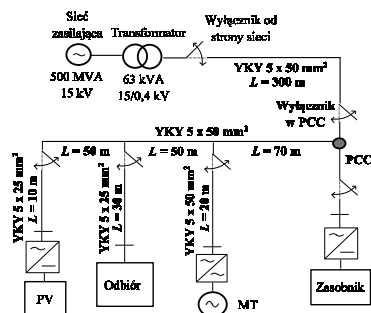 Sieć
zasilająca
Transformator
Wyłącznik od
strony sieci
500 MVA
15 kV
63 kVA
15/0,4 kV
YKY 5 x 50 mm²
L = 300 m
Wyłącznik
w PCC
YKY 5 x 50 mm²
L = 50 m
L = 50 m
L = 70 m
PCC
YKY 5 x 25 mm²
L = 10 m
YKY 5 x 25 mm²
L = 30 m
YKY 5 x 50 mm²
L = 20 m
PV
Odbiór
MT
Zasobnik